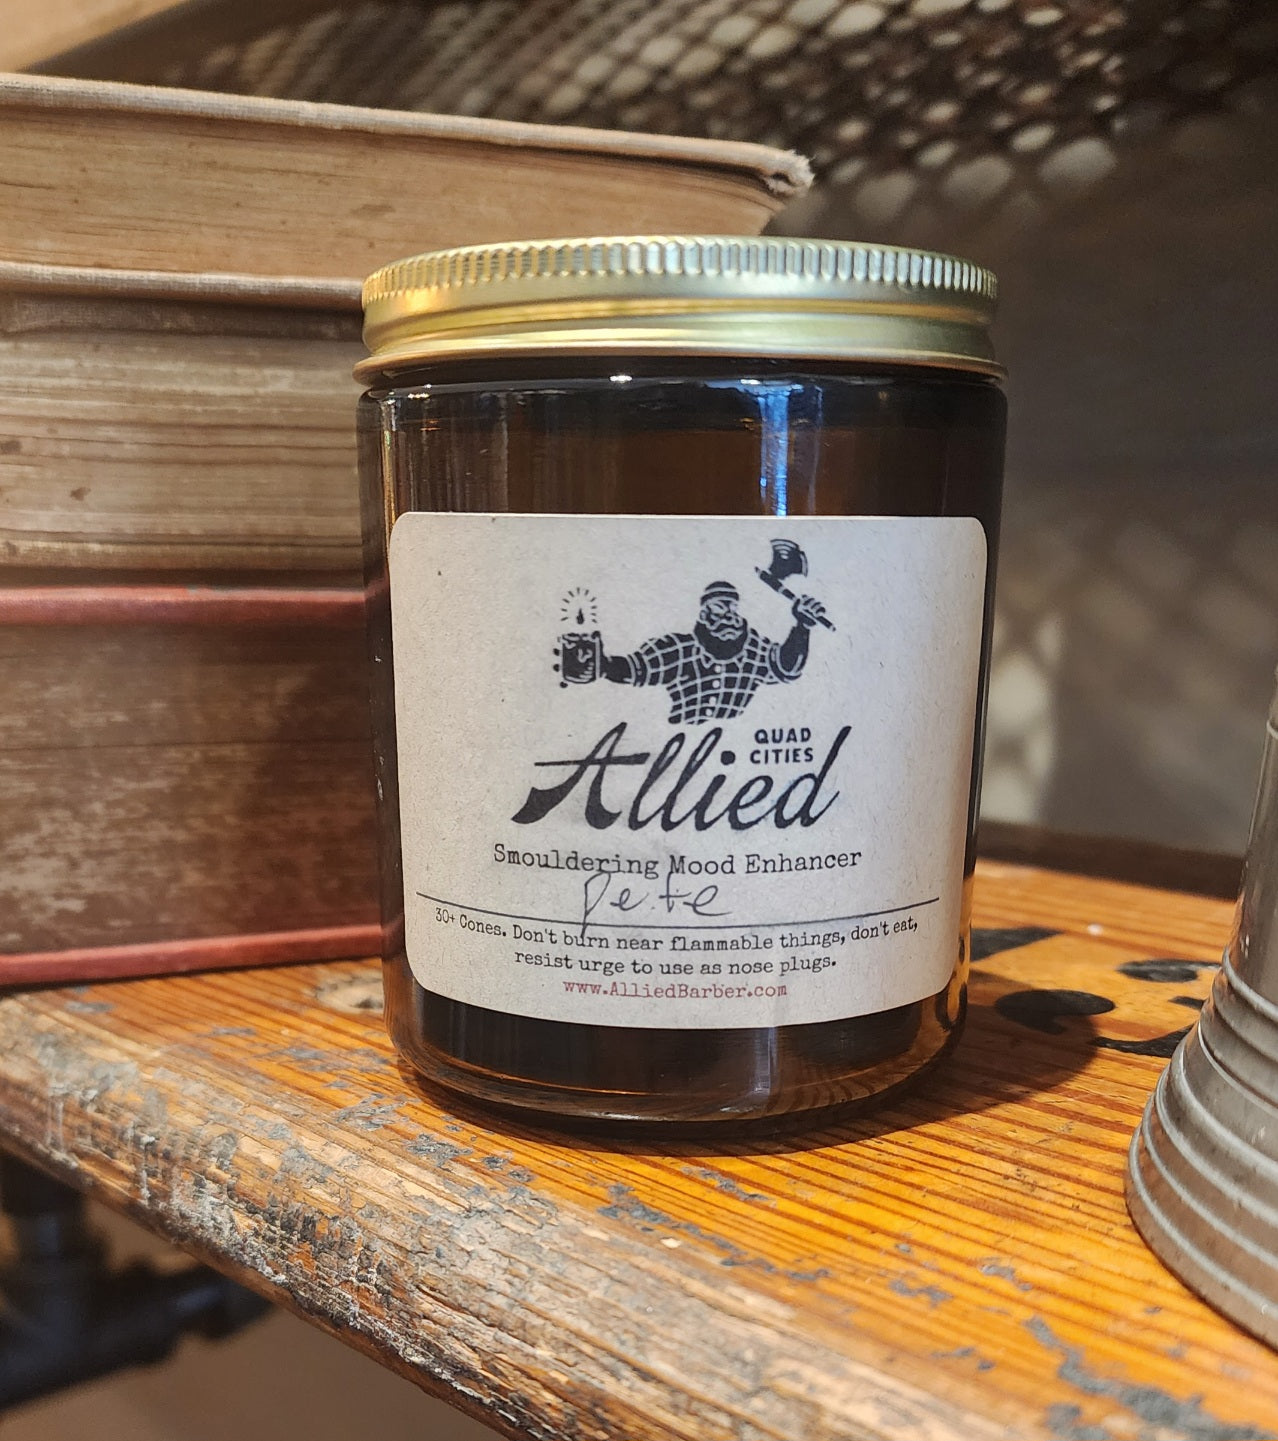 QUAD
CITIES
Allied
Smouldering Mood Enhancer
Pete
30+ Cones. Don't burn near flammable things, don't eat,
resist urge to use as nose plugs.
www.AlliedBarber.com